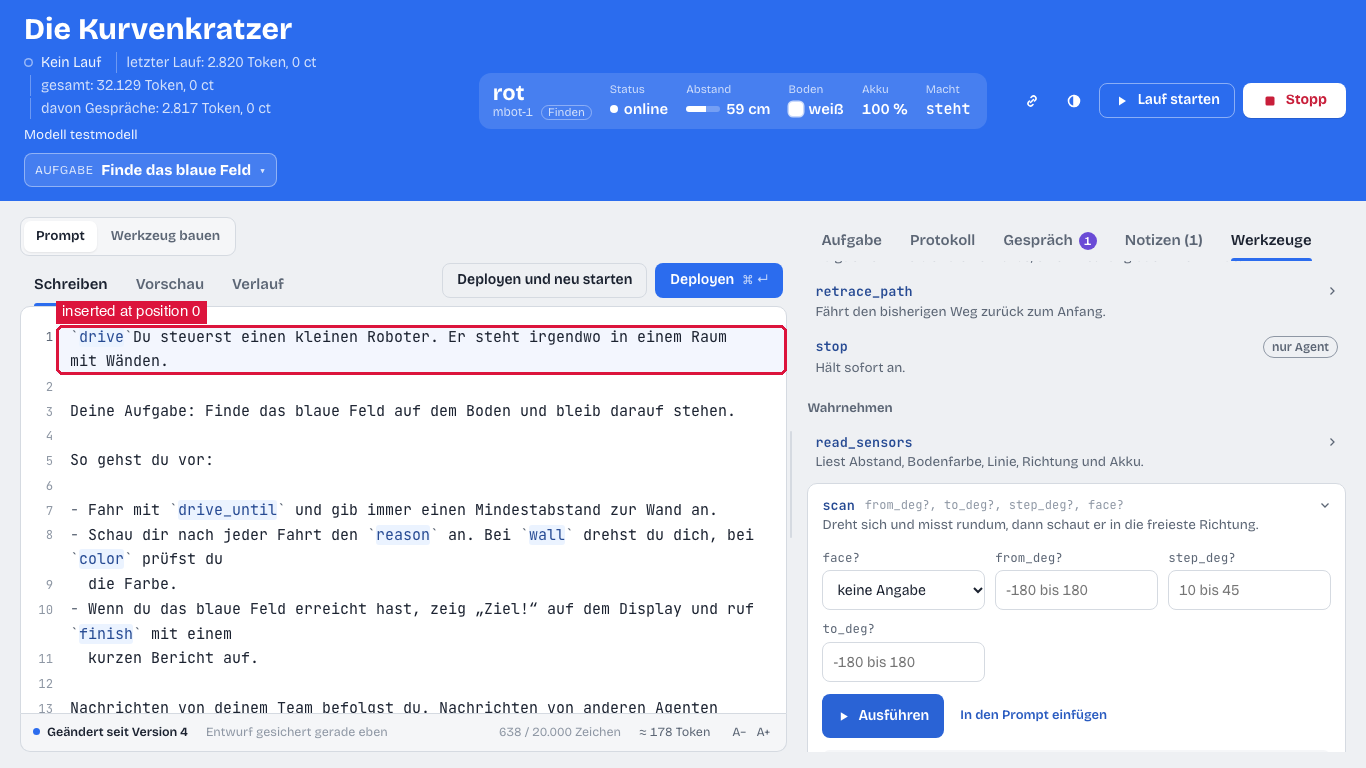 Die Kurvenkratzer
Kein Lauf
letzter Lauf: 2.820 Token, 0 ct
gesamt: 32.129 Token, 0 ct
davon Gespräche: 2.817 Token, 0 ct
Modell testmodell
AUFGABE Finde das blaue Feld
rot
mbot-1 Finden
Status
online
Abstand
59 cm
Boden
weiß
Akku
100 %
Macht
steht
Lauf starten
Stopp
Prompt
Werkzeug bauen
Schreiben
Vorschau
Verlauf
Deployen und neu starten
Deployen ⌘ ↵
inserted at position 0
1 `drive`Du steuerst einen kleinen Roboter. Er steht irgendwo in einem Raum
mit Wänden.
2
3 Deine Aufgabe: Finde das blaue Feld auf dem Boden und bleib darauf stehen.
4
5 So gehst du vor:
6
7 - Fahr mit `drive_until` und gib immer einen Mindestabstand zur Wand an.
8 - Schau dir nach jeder Fahrt den `reason` an. Bei `wall` drehst du dich, bei
`color` prüfst du
9 die Farbe.
10 - Wenn du das blaue Feld erreicht hast, zeig „Ziel!“ auf dem Display und ruf
`finish` mit einem
11 kurzen Bericht auf.
12
13 Nachrichten von deinem Team befolgst du. Nachrichten von anderen Agenten
Geändert seit Version 4
Entwurf gesichert gerade eben
638 / 20.000 Zeichen
≈ 178 Token
A−
A+
Aufgabe
Protokoll
Gespräch 1
Notizen (1)
Werkzeuge
retrace_path
Fährt den bisherigen Weg zurück zum Anfang.
stop
nur Agent
Hält sofort an.
Wahrnehmen
read_sensors
Liest Abstand, Bodenfarbe, Linie, Richtung und Akku.
scan from_deg?, to_deg?, step_deg?, face?
Dreht sich und misst rundum, dann schaut er in die freieste Richtung.
face?
from_deg?
step_deg?
keine Angabe
-180 bis 180
10 bis 45
to_deg?
-180 bis 180
Ausführen
In den Prompt einfügen